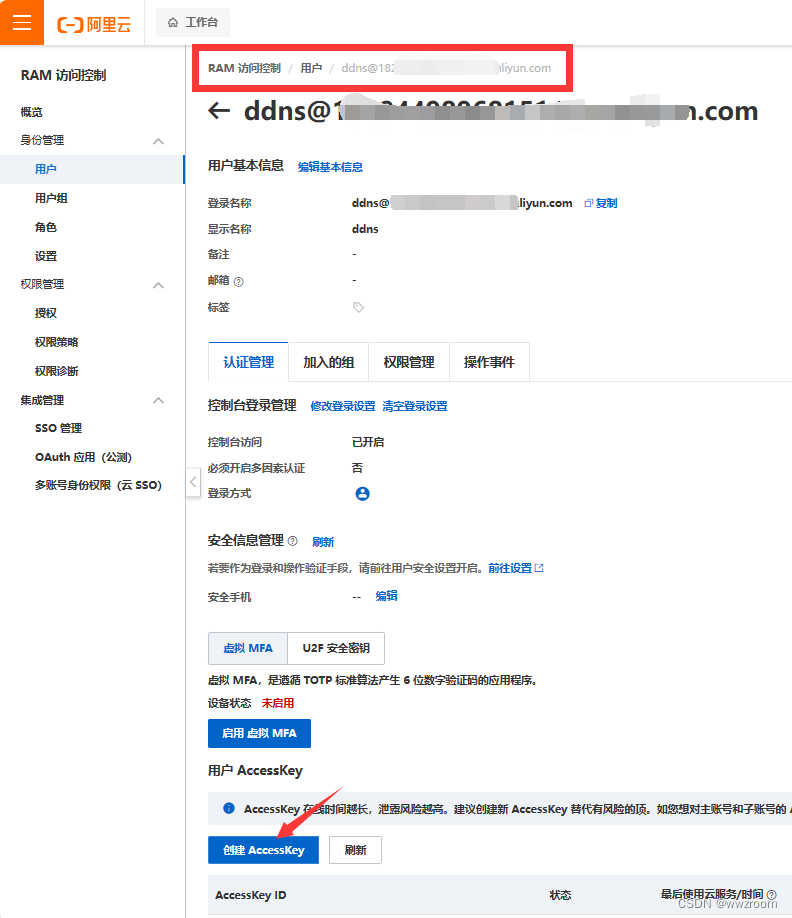 阿里云
工作台
RAM 访问控制 / 用户 / ddns@18 liyun.com
RAM 访问控制
ddns@ .com
概览
身份管理
用户
用户组
角色
设置
权限管理
授权
权限策略
权限诊断
集成管理
SSO 管理
OAuth 应用（公测）
多账号身份权限（云 SSO）
用户基本信息 编辑基本信息
登录名称 ddns@ liyun.com 复制
显示名称 ddns
备注 -
邮箱 -
标签
认证管理 加入的组 权限管理 操作事件
控制台登录管理 修改登录设置 清空登录设置
控制台访问 已开启
必须开启多因素认证 否
登录方式
安全信息管理 刷新
若要作为登录和操作验证手段，请前往用户安全设置开启。前往设置
安全手机 -- 编辑
虚拟 MFA U2F 安全密钥
虚拟 MFA，是遵循 TOTP 标准算法产生 6 位数字验证码的应用程序。
设备状态 未启用
启用 虚拟 MFA
用户 AccessKey
AccessKey 在线时间越长，泄露风险越高。建议创建新 AccessKey 替代有风险的顶。如您想对主账号和子账号的
创建 AccessKey 刷新
AccessKey ID 状态 最后使用云服务/时间
CSDN @wwzroom